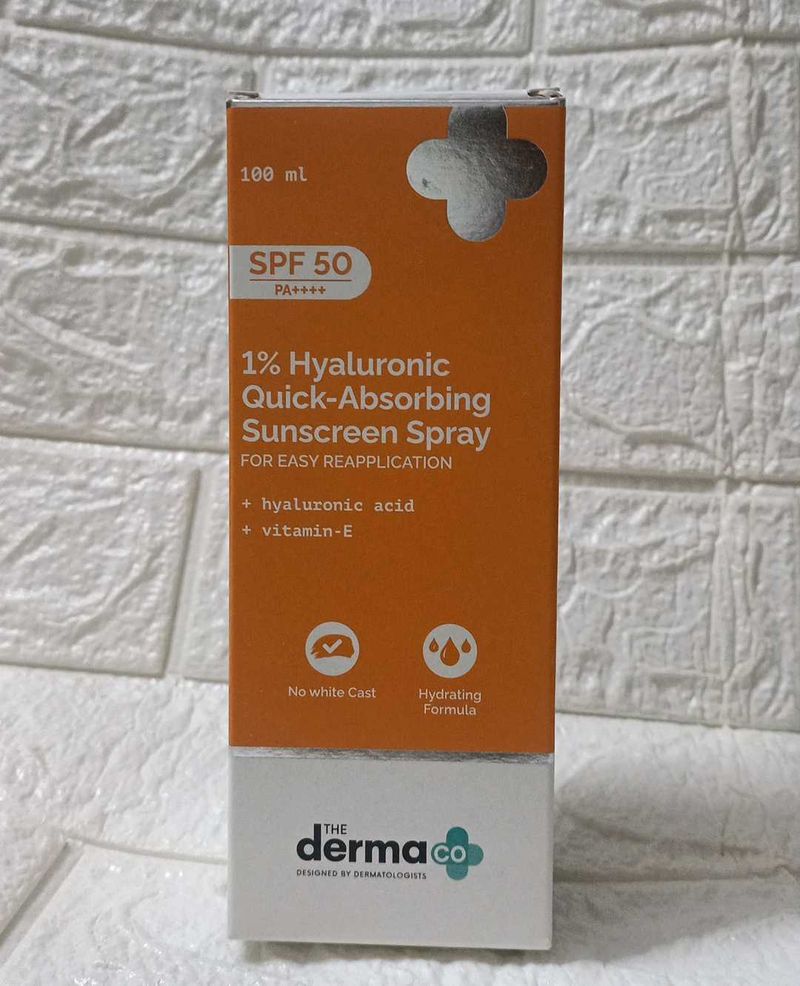 100 ml
SPF 50
PA++++
1% Hyaluronic
Quick-Absorbing
Sunscreen Spray
FOR EASY REAPPLICATION
+ hyaluronic acid
+ vitamin-E
No white Cast
Hydrating
Formula
THE
derma co
DESIGNED BY DERMATOLOGISTS